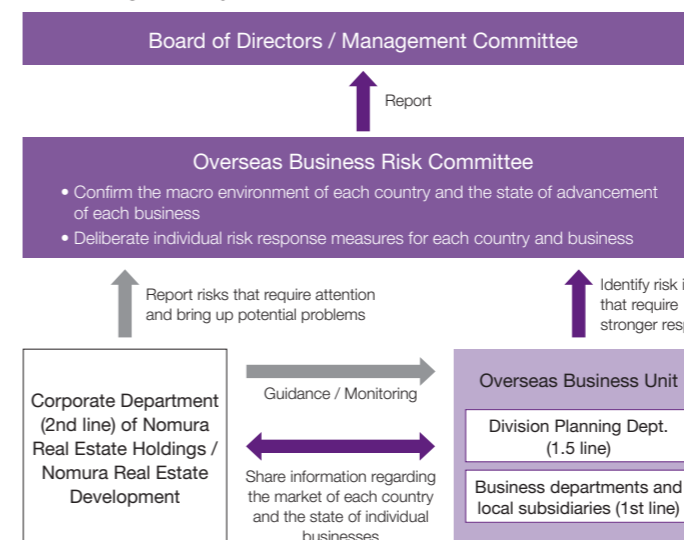 Board of Directors / Management Committee
Report
Overseas Business Risk Committee
• Confirm the macro environment of each country and the state of advancement
of each business
• Deliberate individual risk response measures for each country and business
Report risks that require attention
and bring up potential problems
Identify risk
that require
stronger
Corporate Department
(2nd line) of Nomura
Real Estate Holdings /
Nomura Real Estate
Development
Guidance / Monitoring
Share information regarding
the market of each country
and the state of individual
businesses
Overseas Business Unit
Division Planning Dept.
(1.5 line)
Business departments and
local subsidiaries (1st line)